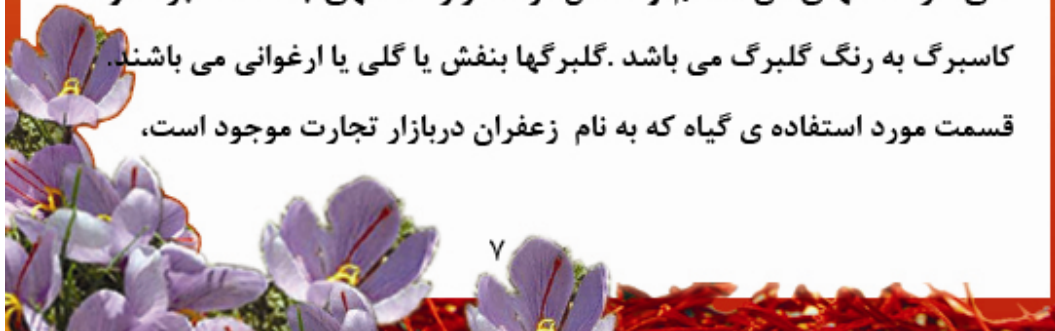 کاسبرگ به رنگ گلبرگ می باشد .گلبرگها بنفش یا گلی یا ارغوانی می باشند.
قسمت مورد استفاده ی گیاه که به نام زعفران دربازار تجارت موجود است،
۷